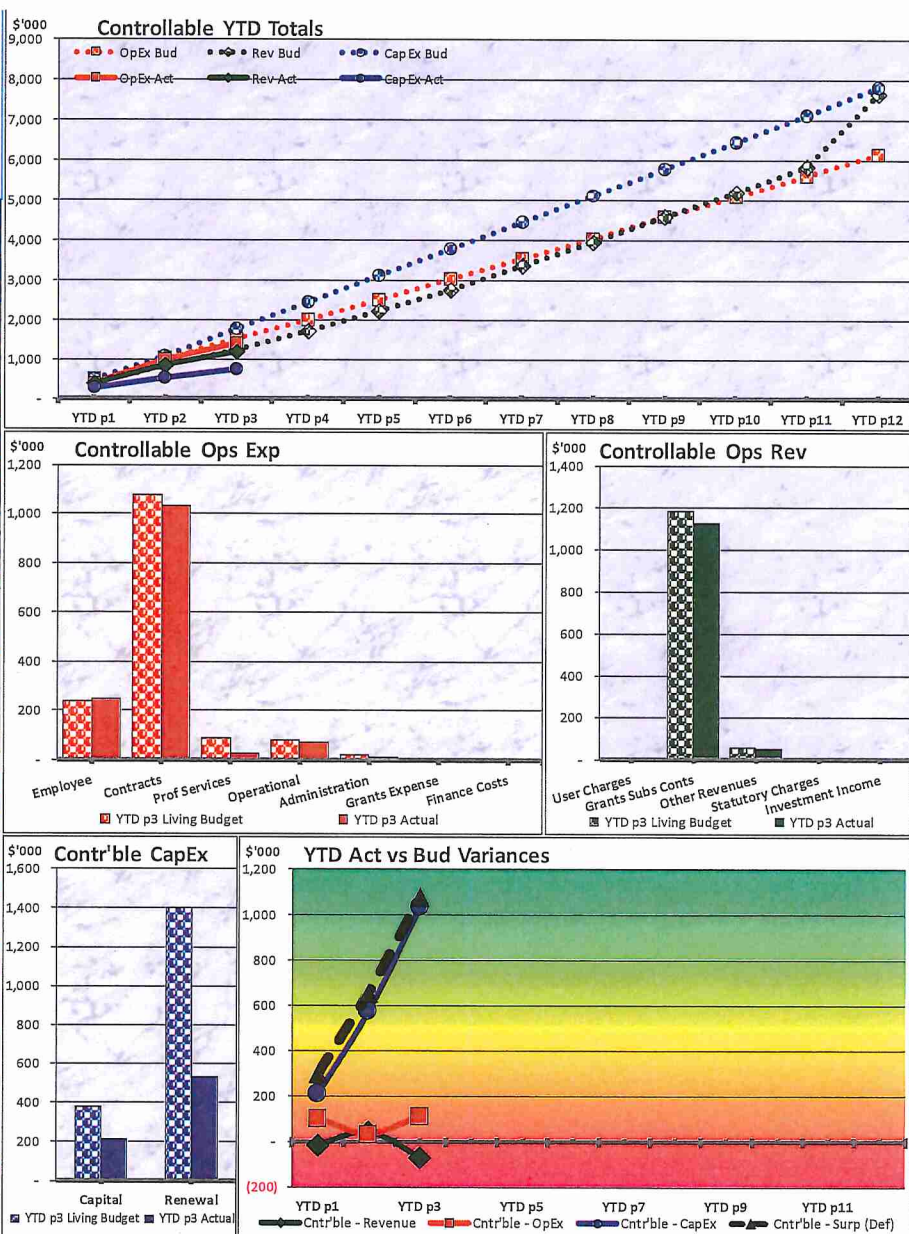 $'000
Controllable YTD Totals
9,000
8,000
7,000
6,000
5,000
4,000
3,000
2,000
1,000
-
OpEx Bud Rev Bud CapEx Bud
OpEx Act Rev Act CapEx Act
YTD p1 YTD p2 YTD p3 YTD p4 YTD p5 YTD p6 YTD p7 YTD p8 YTD p9 YTD p10 YTD p11 YTD p12
$'000
Controllable Ops Exp
1,200
1,000
800
600
400
200
-
Employee
Contracts
Prof Services
Operational
Administration
Grants Expense
Finance Costs
YTD p3 Living Budget YTD p3 Actual
$'000
Controllable Ops Rev
1,400
1,200
1,000
800
600
400
200
-
User Charges
Grants Subs Conts
Other Revenues
Statutory Charges
Investment Income
YTD p3 Living Budget YTD p3 Actual
$'000
Contr'ble CapEx
1,600
1,400
1,200
1,000
800
600
400
200
-
Capital Renewal
YTD p3 Living Budget YTD p3 Actual
$'000
YTD Act vs Bud Variances
1,200
1,000
800
600
400
200
-
(200)
YTD p1 YTD p3 YTD p5 YTD p7 YTD p9 YTD p11
Cntr'ble - Revenue Cntr'ble - OpEx Cntr'ble - CapEx Cntr'ble - Surp (Def)